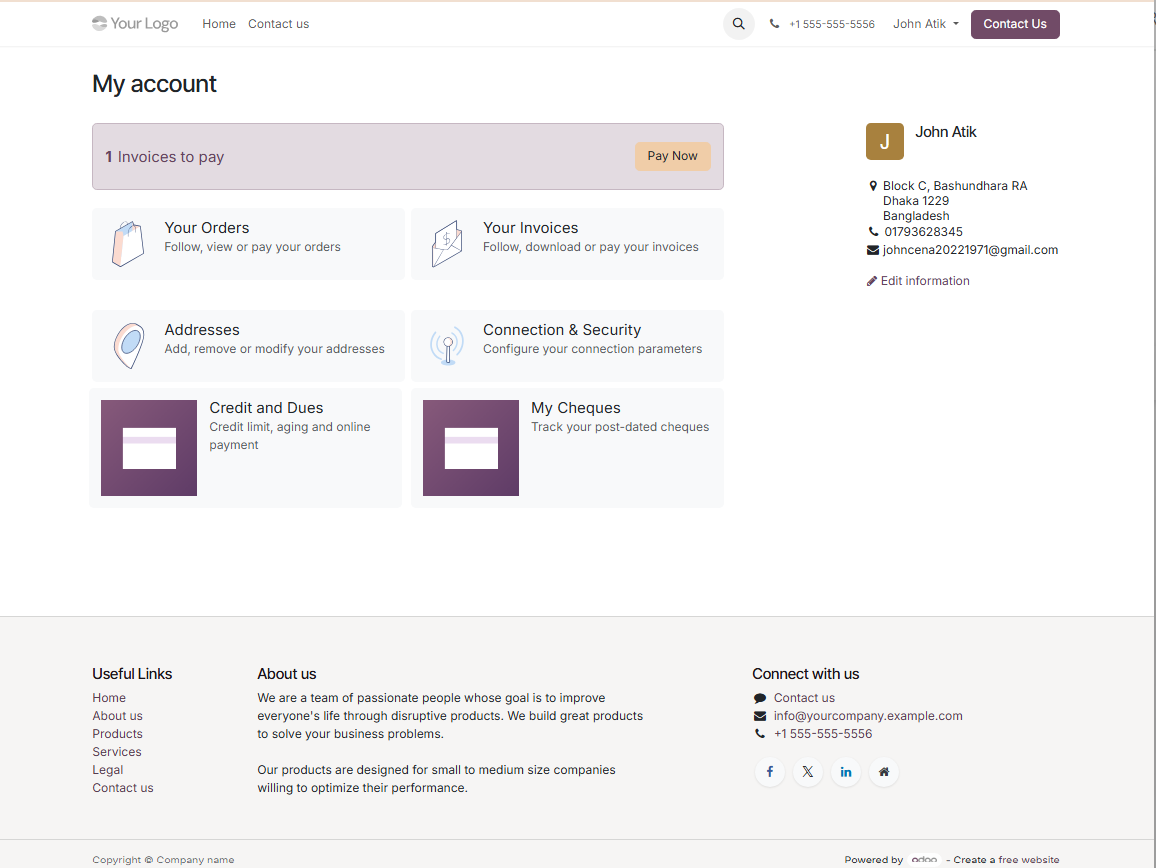 Your Logo
Home
Contact us
+1 555-555-5556
John Atik
Contact Us
My account
1 Invoices to pay
Pay Now
J
John Atik
Block C, Bashundhara RA
Dhaka 1229
Bangladesh
01793628345
johncena20221971@gmail.com
Edit information
Your Orders
Follow, view or pay your orders
$
Your Invoices
Follow, download or pay your invoices
Addresses
Add, remove or modify your addresses
Connection & Security
Configure your connection parameters
Credit and Dues
Credit limit, aging and online
payment
My Cheques
Track your post-dated cheques
Useful Links
Home
About us
Products
Services
Legal
Contact us
About us
We are a team of passionate people whose goal is to improve
everyone's life through disruptive products. We build great products
to solve your business problems.
Our products are designed for small to medium size companies
willing to optimize their performance.
Connect with us
Contact us
info@yourcompany.example.com
+1 555-555-5556
f
X
in
Copyright © Company name
Powered by odoo - Create a free website